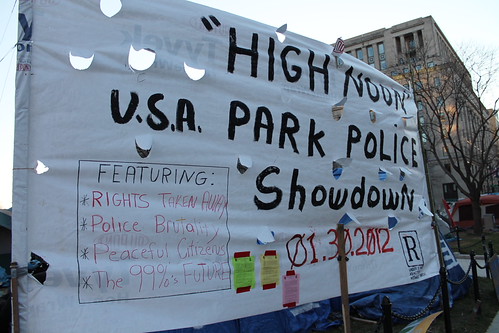 Tyvek
"HIGH NOON"
U.S.A. PARK POLICE
Showdown
FEATURING:
* RIGHTS TAKEN AWAY
* Police Brutality
* Peaceful Citizens
* The 99%'s FUTURE!
01.30.2012
R